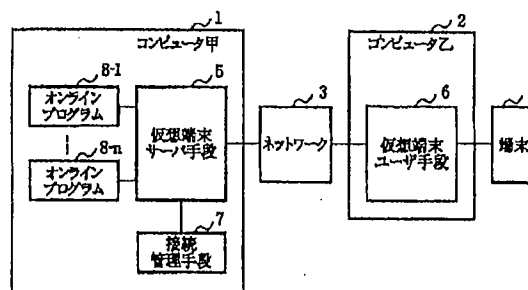 1
コンピュータ甲
8-1
オンライン
プログラム
8-n
オンライン
プログラム
5
仮想端末
サーバ手段
7
接続
管理手段
3
ネットワーク
2
コンピュータ乙
6
仮想端末
ユーザ手段
端末